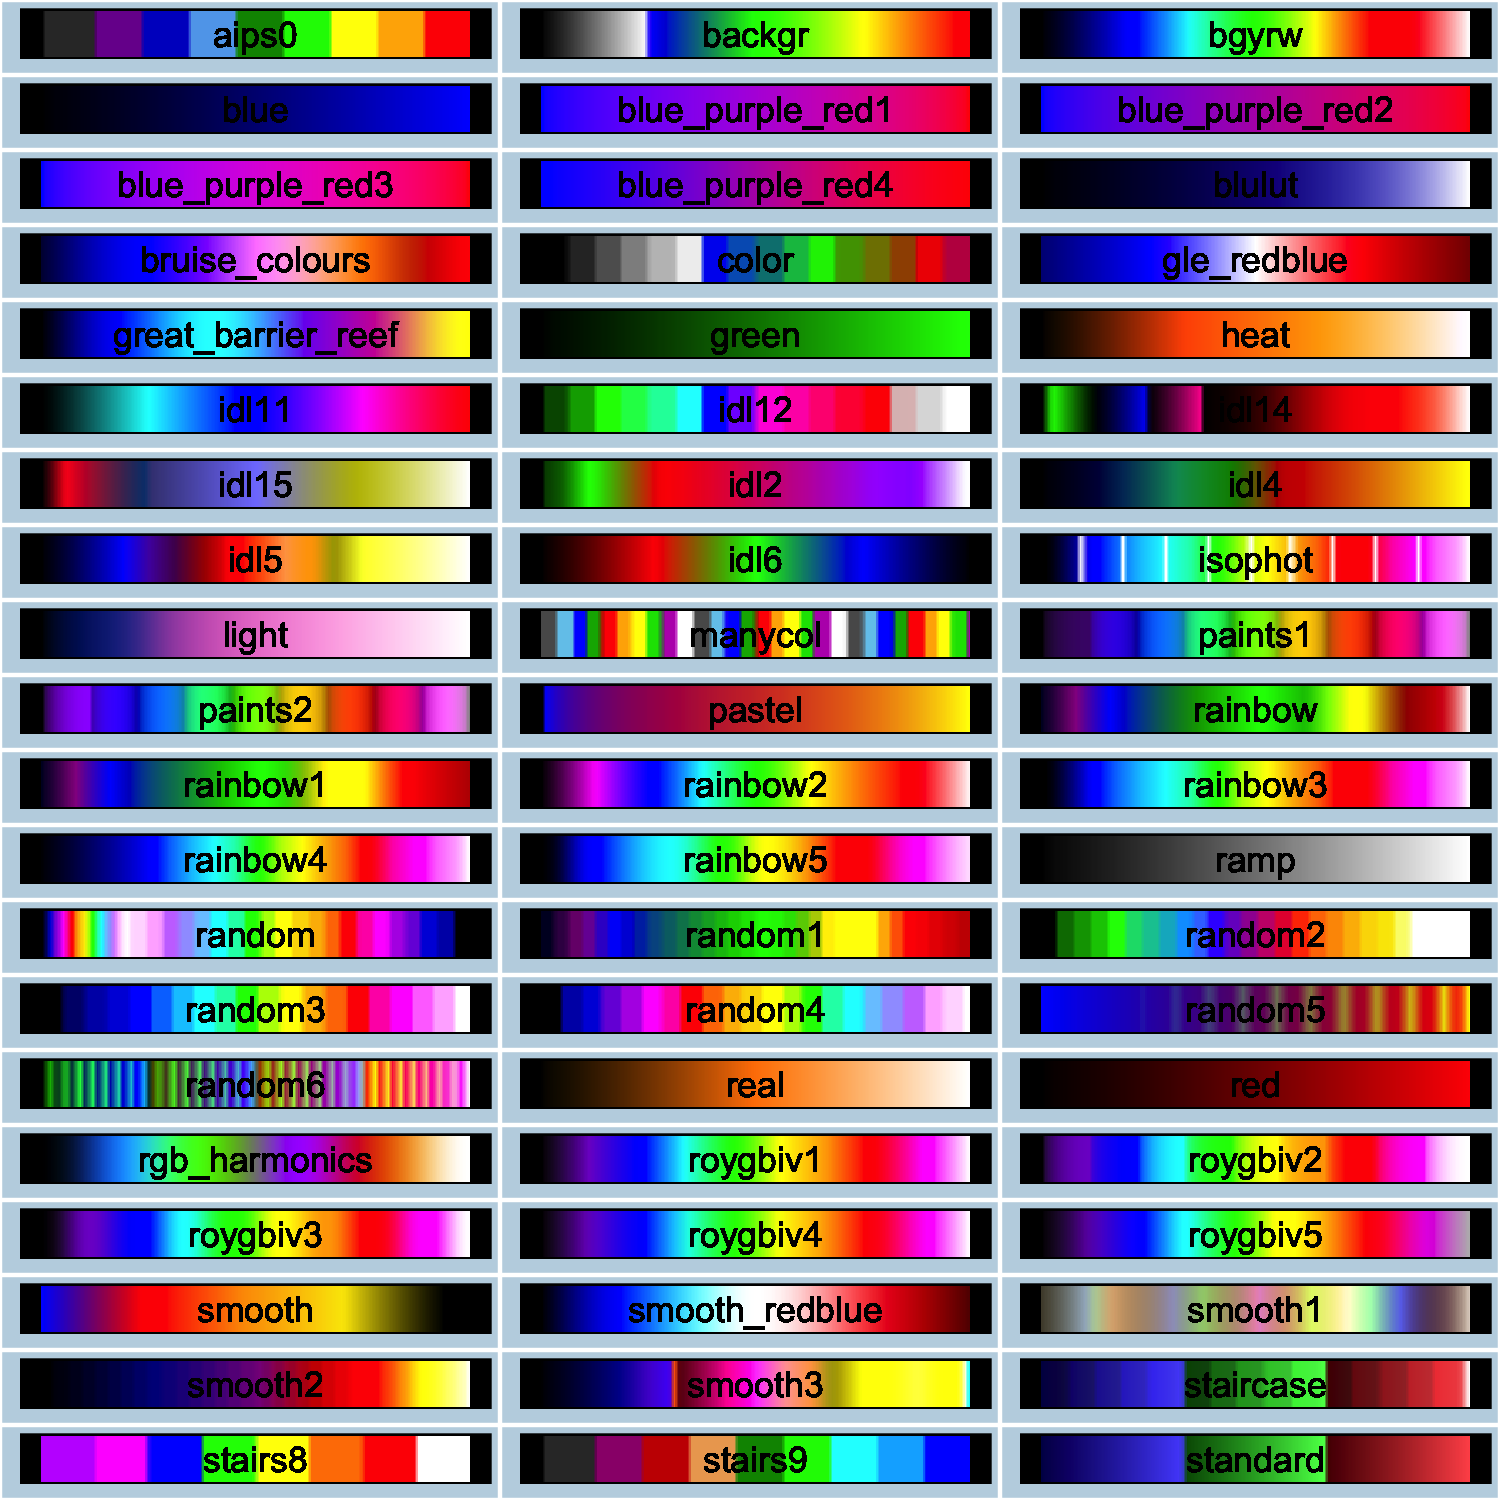 aips0 backgr bgyrw
blue blue_purple_red1 blue_purple_red2
blue_purple_red3 blue_purple_red4 blulut
bruise_colours color gle_redblue
great_barrier_reef green heat
idl11 idl12 idl14
idl15 idl2 idl4
idl5 idl6 isophot
light manycol paints1
paints2 pastel rainbow
rainbow1 rainbow2 rainbow3
rainbow4 rainbow5 ramp
random random1 random2
random3 random4 random5
random6 real red
rgb_harmonics roygbiv1 roygbiv2
roygbiv3 roygbiv4 roygbiv5
smooth smooth_redblue smooth1
smooth2 smooth3 staircase
stairs8 stairs9 standard